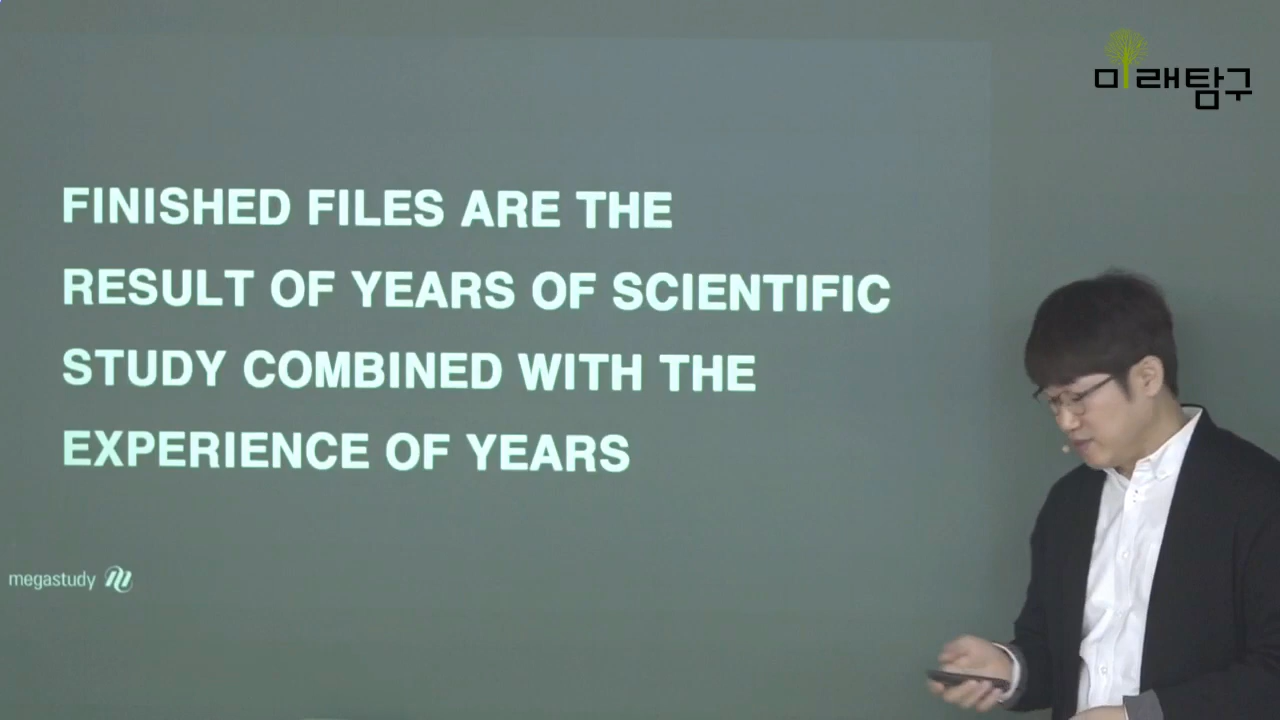 미래탐구
FINISHED FILES ARE THE
RESULT OF YEARS OF SCIENTIFIC
STUDY COMBINED WITH THE
EXPERIENCE OF YEARS
megastudy